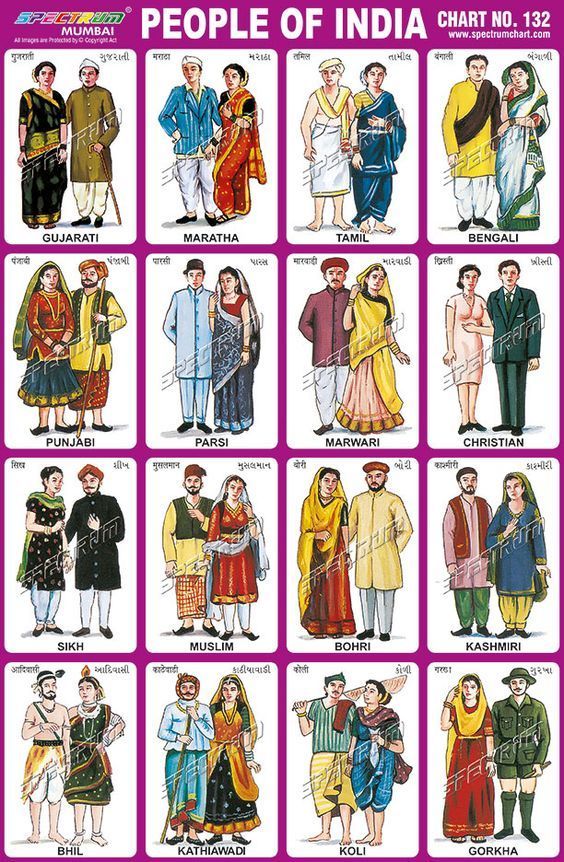 SPECTRUM
MUMBAI
All Images are Protected by © Copyright Act
PEOPLE OF INDIA
CHART NO. 132
www.spectrumchart.com
गुजराती ગુજરાતી
GUJARATI
मराठा મરાઠા
MARATHA
तमिल તામીલ
TAMIL
बंगाली બંગાળી
BENGALI
पंजाबी પંજાબી
PUNJABI
पारसी પારસ
PARSI
मारवाडी મારવાડી
MARWARI
ख्रिस्ती ખ્રીસ્તી
CHRISTIAN
सिख શીખ
SIKH
मुसलमान મુસલમાન
MUSLIM
बोरी બોરી
BOHRI
काश्मीरी કાશ્મીરી
KASHMIRI
आदिवासी આદિવાસી
BHIL
काठेवाडी કાઠીયાવાડી
KATHIAWADI
कोली કોળી
KOLI
गरखा ગુરખા
GORKHA